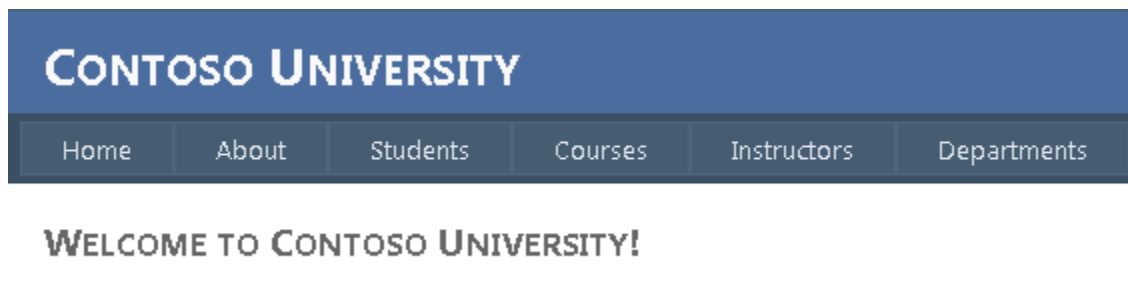 Contoso University
Home About Students Courses Instructors Departments
Welcome to Contoso University!